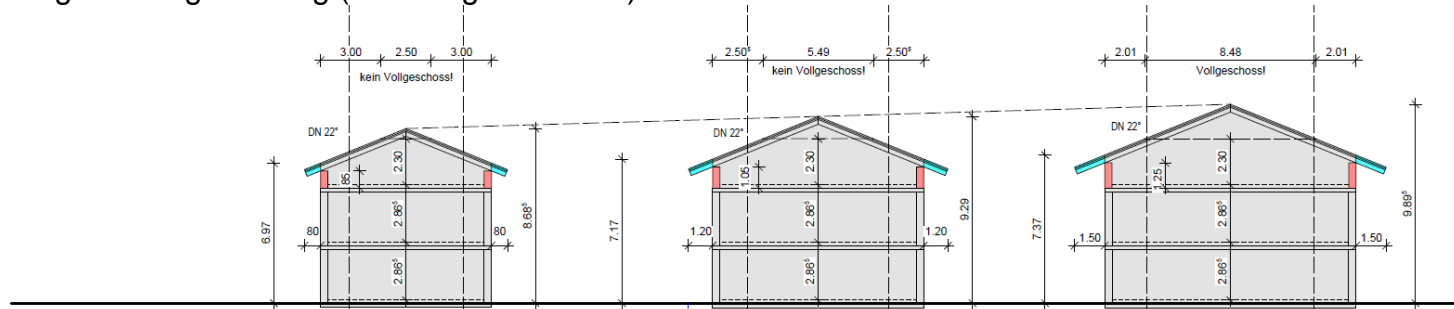 3.00 2.50 3.00
kein Vollgeschoss!
DN 22°
6.97
80
85
2.30
2.86⁵
2.86⁵
80
8.68⁵
2.50⁵ 5.49 2.50⁵
kein Vollgeschoss!
DN 22°
7.17
1.20
1.05
2.30
2.86⁵
2.86⁵
1.20
9.29
2.01 8.48 2.01
Vollgeschoss!
DN 22°
7.37
1.50
1.25
2.30
2.86⁵
2.86⁵
1.50
9.89⁵